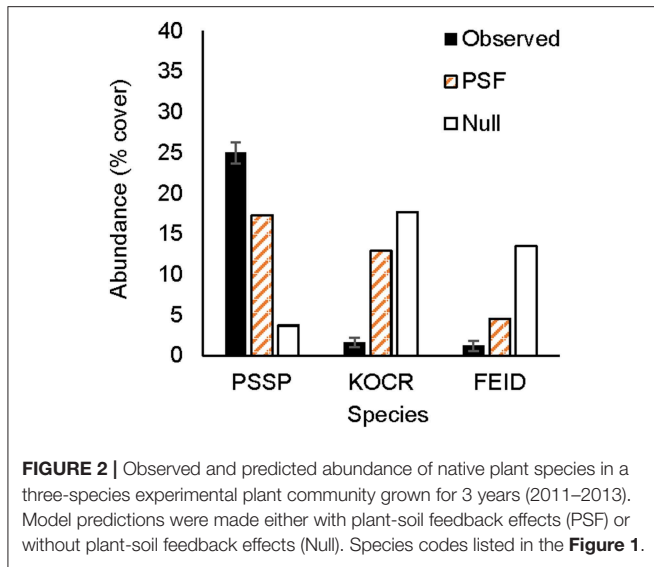 40
35
30
25
20
15
10
5
0
Abundance (% cover)
Observed
PSF
Null
PSSP KOCR FEID
Species
FIGURE 2 | Observed and predicted abundance of native plant species in a
three-species experimental plant community grown for 3 years (2011–2013).
Model predictions were made either with plant-soil feedback effects (PSF) or
without plant-soil feedback effects (Null). Species codes listed in the Figure 1.